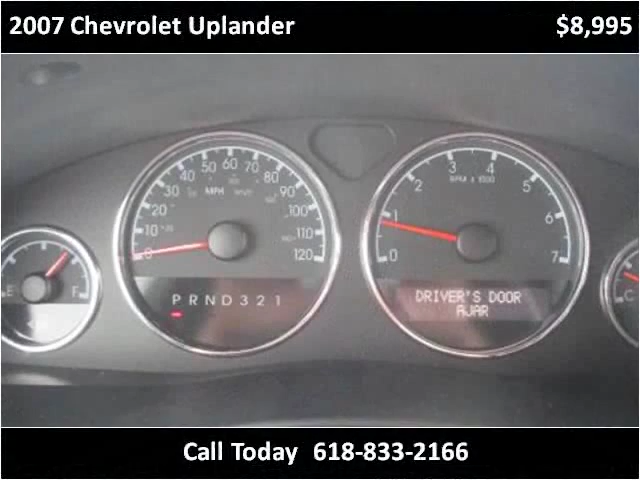 2007 Chevrolet Uplander $8,995
0 10 20 30 40 50 60 70 80 90 100 110 120
MPH
0 1 2 3 4 5 6 7
RPM x 1000
E F
P R N D 3 2 1
DRIVER'S DOOR
AJAR
C
Call Today 618-833-2166